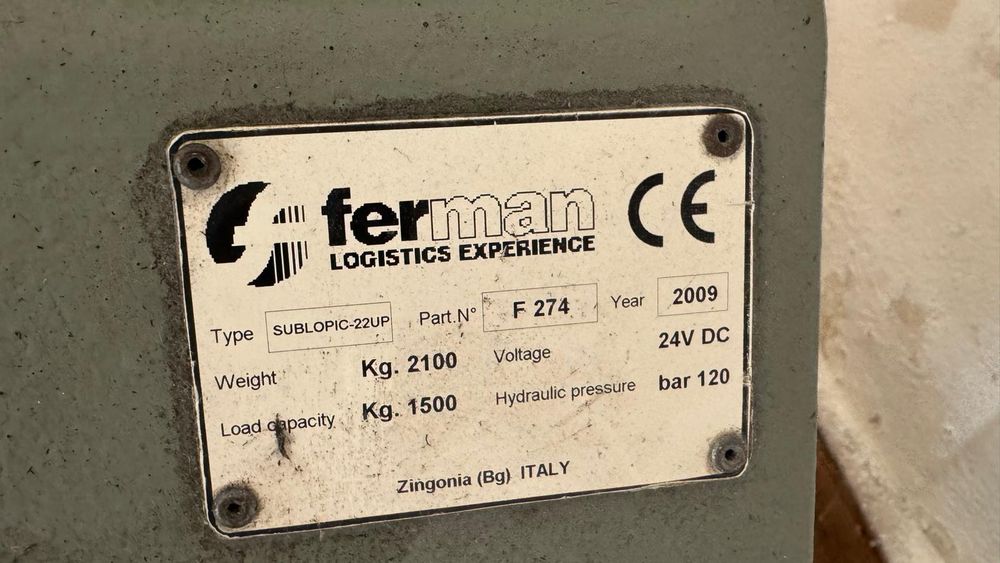 ferman CE
LOGISTICS EXPERIENCE
Type SUBLOPIC-22UP Part.N° F 274 Year 2009
Weight Kg. 2100 Voltage 24V DC
Load capacity Kg. 1500 Hydraulic pressure bar 120
Zingonia (Bg) ITALY